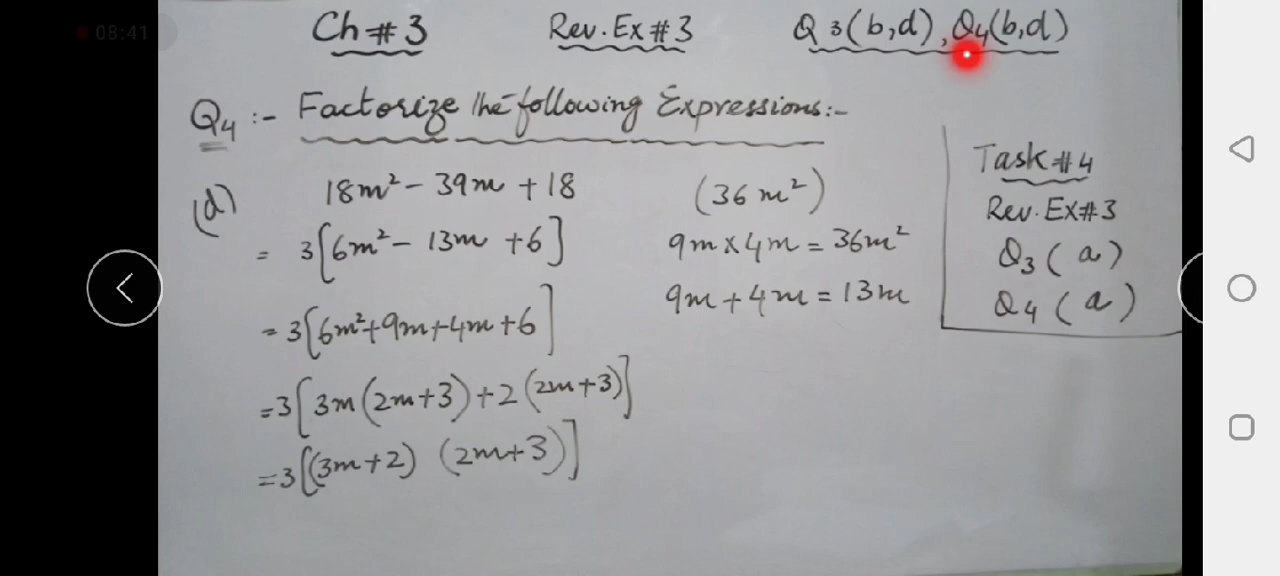 08:41
Ch # 3 Rev. Ex # 3 Q 3(b,d), Q4(b,d)
Q4 :- Factorize the following Expressions:-
(d) 18m² - 39m + 18 (36 m²)
= 3[6m² - 13m + 6] 9m x 4m = 36m²
= 3[6m²+9m+4m+6] 9m + 4m = 13m
=3[3m(2m+3)+2(2m+3)]
=3[(3m+2) (2m+3)]
Task # 4
Rev. Ex# 3
Q3 (a)
Q4 (a)